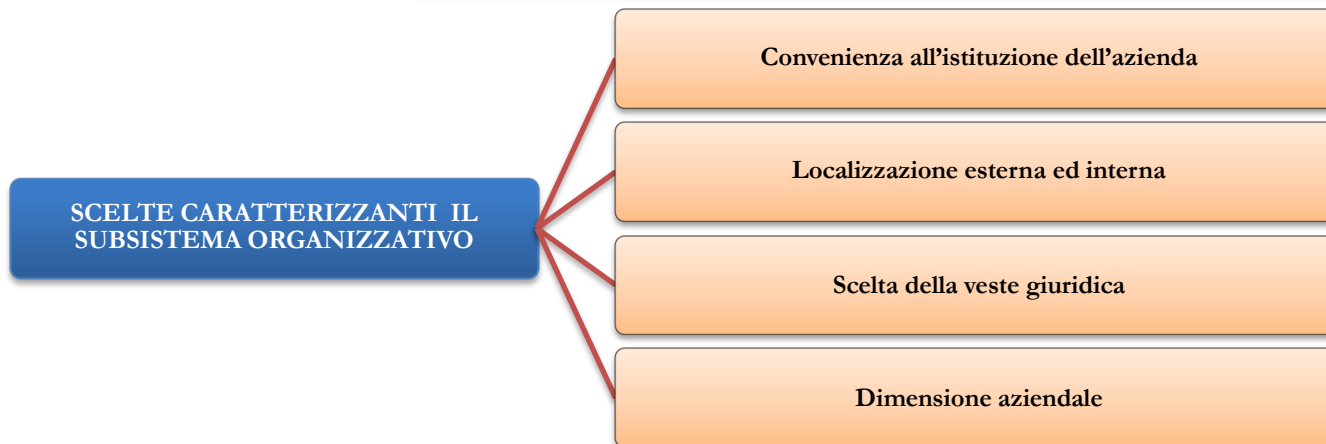 Convenienza all’istituzione dell’azienda
Localizzazione esterna ed interna
SCELTE CARATTERIZZANTI IL
SUBSISTEMA ORGANIZZATIVO
Scelta della veste giuridica
Dimensione aziendale